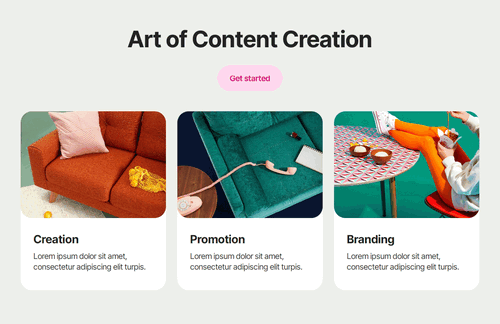 Art of Content Creation
Get started
Creation
Lorem ipsum dolor sit amet,
consectetur adipiscing elit turpis.
Promotion
Lorem ipsum dolor sit amet,
consectetur adipiscing elit turpis.
Branding
Lorem ipsum dolor sit amet,
consectetur adipiscing elit turpis.